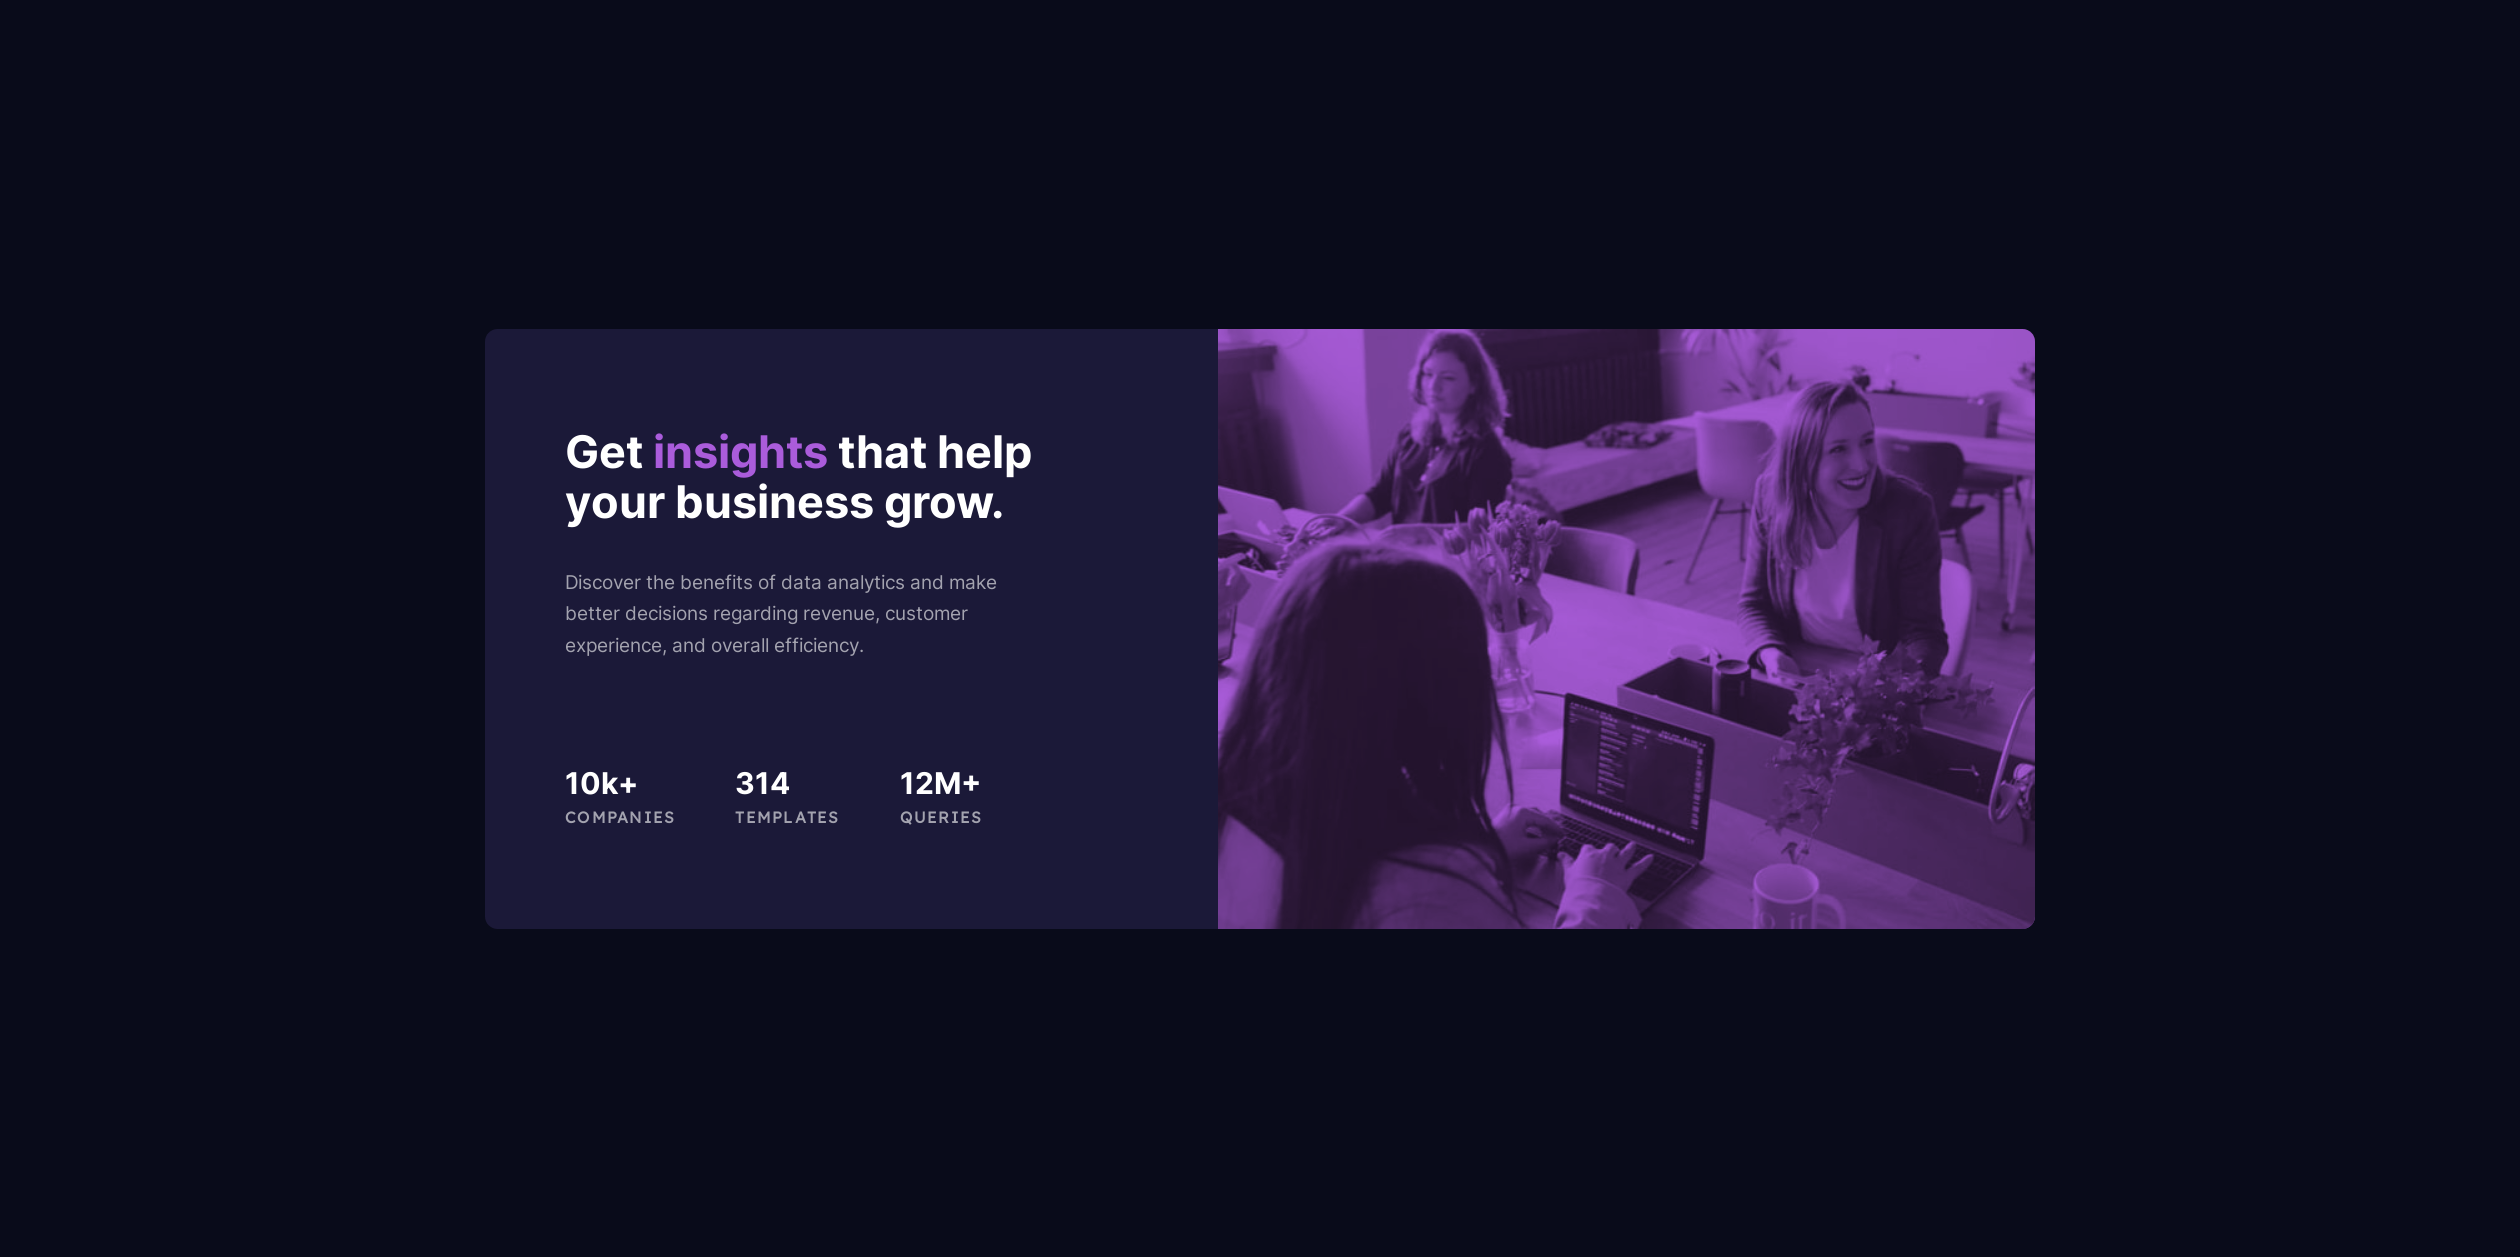 Get insights that help
your business grow.
Discover the benefits of data analytics and make
better decisions regarding revenue, customer
experience, and overall efficiency.
10k+ 314 12M+
COMPANIES TEMPLATES QUERIES